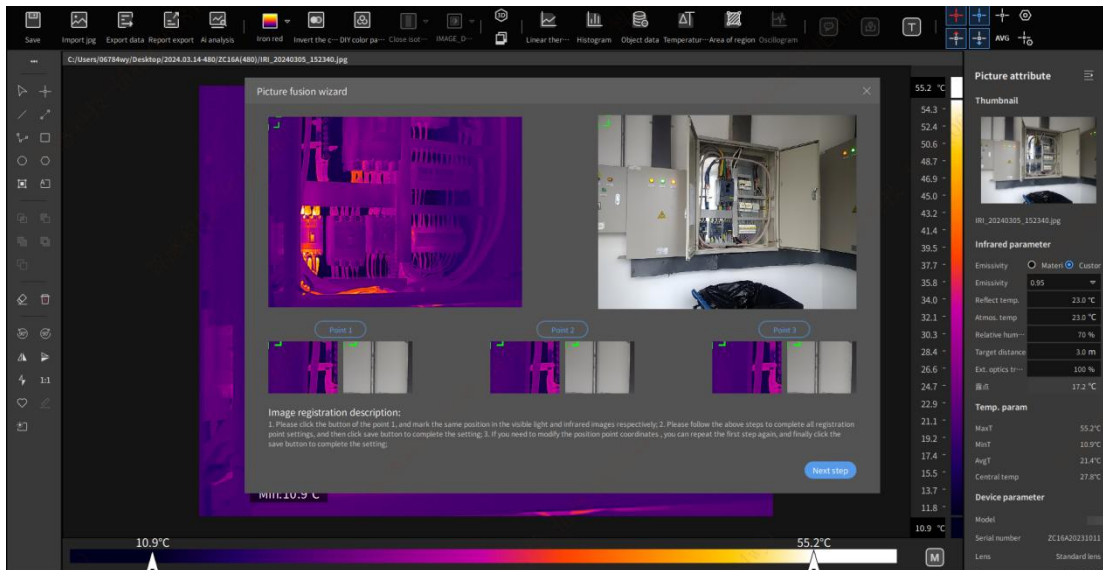 Save
Import jpg
Export data
Report export
Ai analysis
Iron red
Invert the c···
DIY color pa···
Close isot···
IMAGE_D···
3D
Linear ther···
Histogram
Object data
Temperatur···
Area of region
Oscillogram
T
AVG
C:/Users/06784wy/Desktop/2024.03.14-480/ZC16A(480)/IRI_20240305_152340.jpg
1:1
Picture fusion wizard
Point 1
Point 2
Point 3
Image registration description:
1. Please click the button of the point 1, and mark the same position in the visible light and infrared images respectively; 2. Please follow the above steps to complete all registration
point settings, and then click save button to complete the setting; 3. If you need to modify the position point coordinates , you can repeat the first step again, and finally click the
save button to complete the setting;
Next step
Min:10.9 C
10.9°C
55.2°C
M
55.2 °C
54.3
52.4
50.6
48.7
46.9
45.0
43.2
41.4
39.5
37.7
35.8
34.0
32.1
30.3
28.4
26.6
24.7
22.9
21.1
19.2
17.4
15.5
13.7
11.8
10.9 °C
Picture attribute
Thumbnail
IRI_20240305_152340.jpg
Infrared parameter
Emissivity Materi Custor
Emissivity 0.95
Reflect temp. 23.0 °C
Atmos. temp 23.0 °C
Relative hum··· 70 %
Target distance 3.0 m
Ext. optics tr··· 100 %
露点 17.2 °C
Temp. param
MaxT 55.2°C
MinT 10.9°C
AvgT 21.4°C
Central temp 27.8°C
Device parameter
Model
Serial number ZC16A20231011
Lens Standard lens